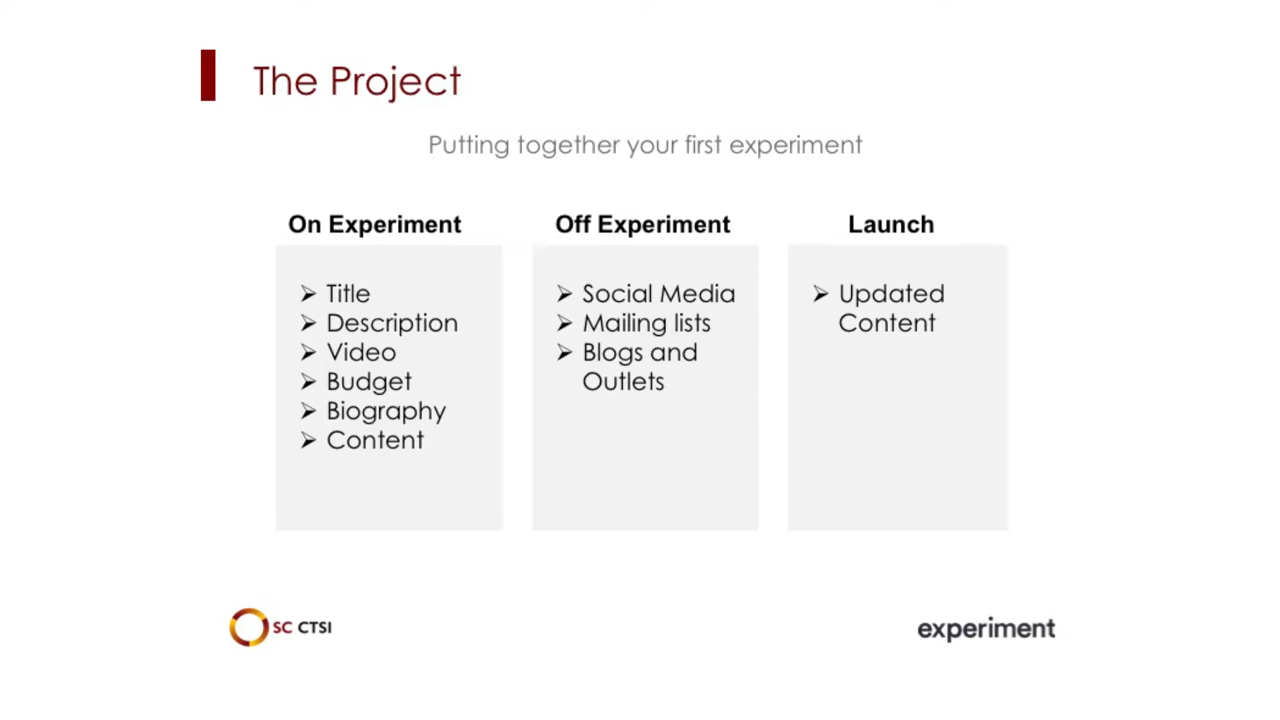 The Project
Putting together your first experiment
On Experiment
Title
Description
Video
Budget
Biography
Content
Off Experiment
Social Media
Mailing lists
Blogs and
Outlets
Launch
Updated
Content
SC CTSI
experiment